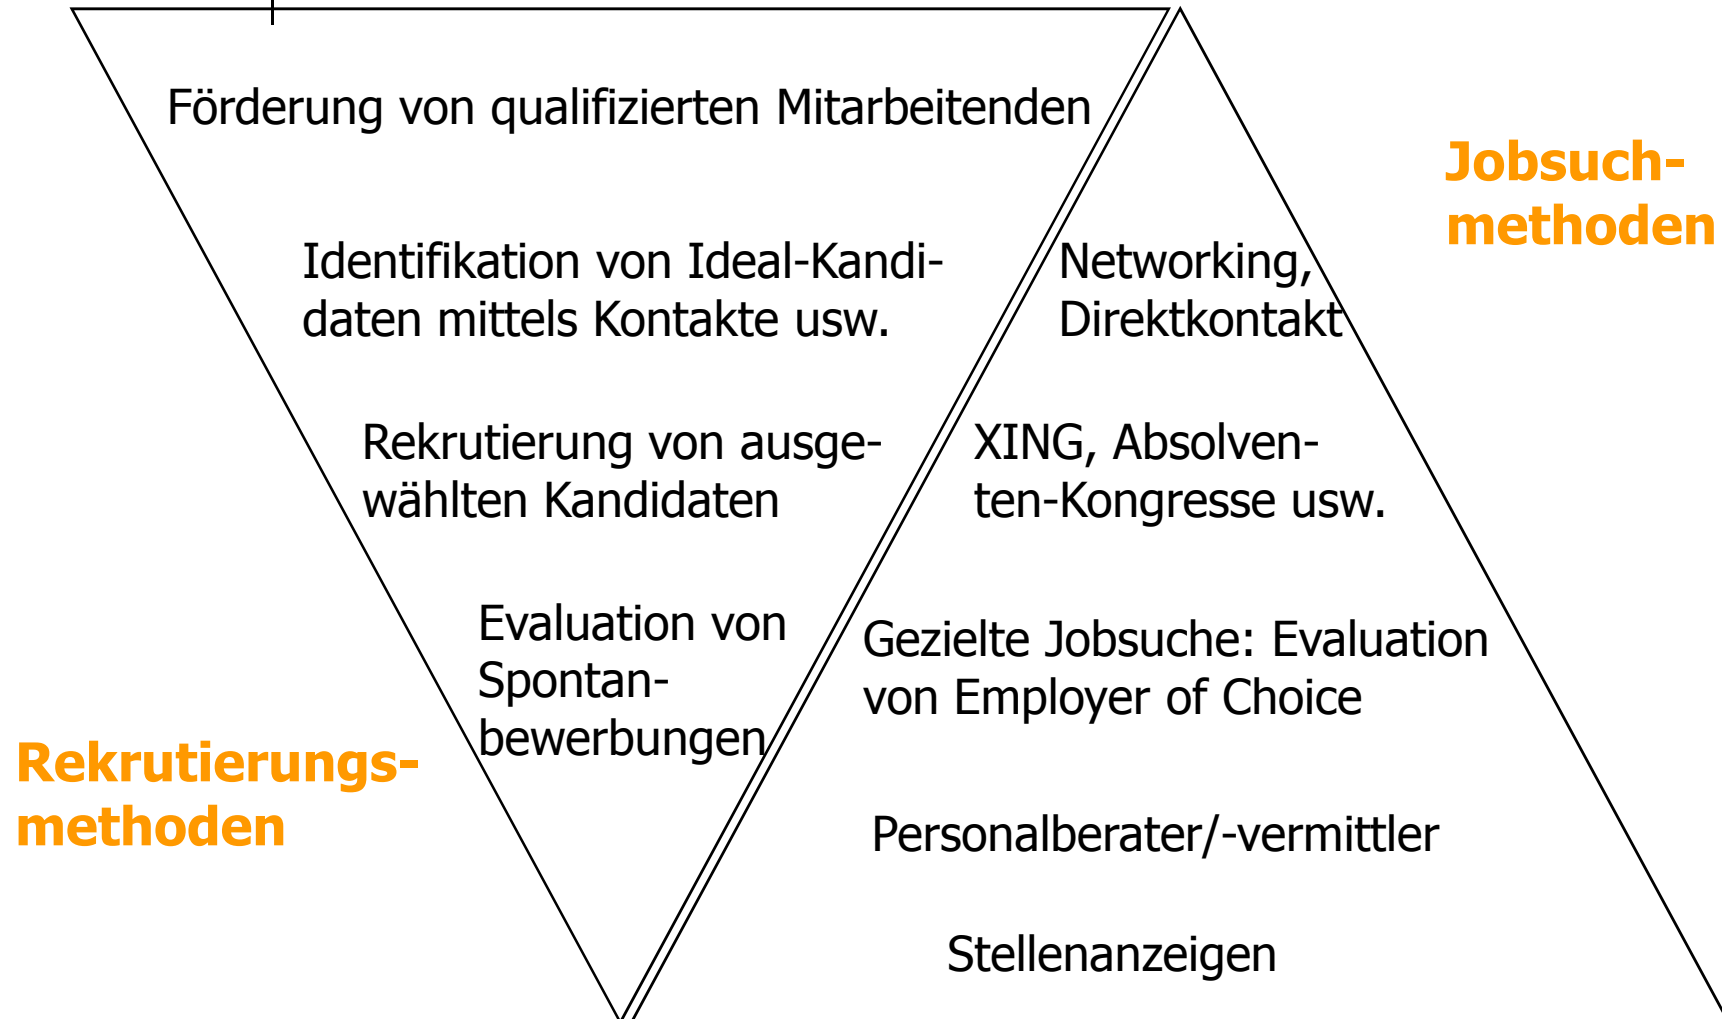 Förderung von qualifizierten Mitarbeitenden
Identifikation von Ideal-Kandi-
daten mittels Kontakte usw.
Rekrutierung von ausge-
wählten Kandidaten
Evaluation von
Spontan-
bewerbungen
Rekrutierungs-
methoden
Jobsuch-
methoden
Networking,
Direktkontakt
XING, Absolven-
ten-Kongresse usw.
Gezielte Jobsuche: Evaluation
von Employer of Choice
Personalberater/-vermittler
Stellenanzeigen